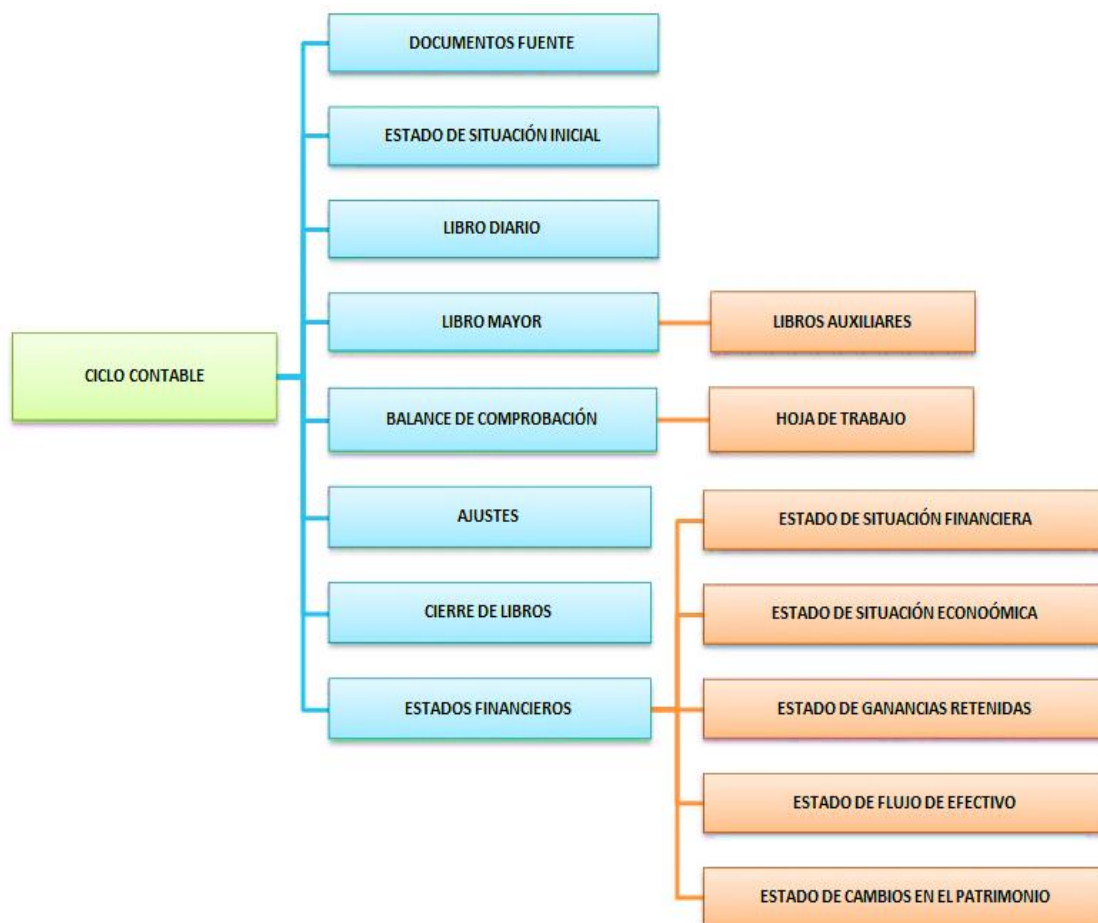 CICLO CONTABLE
DOCUMENTOS FUENTE
ESTADO DE SITUACIÓN INICIAL
LIBRO DIARIO
LIBRO MAYOR
LIBROS AUXILIARES
BALANCE DE COMPROBACIÓN
HOJA DE TRABAJO
AJUSTES
CIERRE DE LIBROS
ESTADOS FINANCIEROS
ESTADO DE SITUACIÓN FINANCIERA
ESTADO DE SITUACIÓN ECONOÓMICA
ESTADO DE GANANCIAS RETENIDAS
ESTADO DE FLUJO DE EFECTIVO
ESTADO DE CAMBIOS EN EL PATRIMONIO